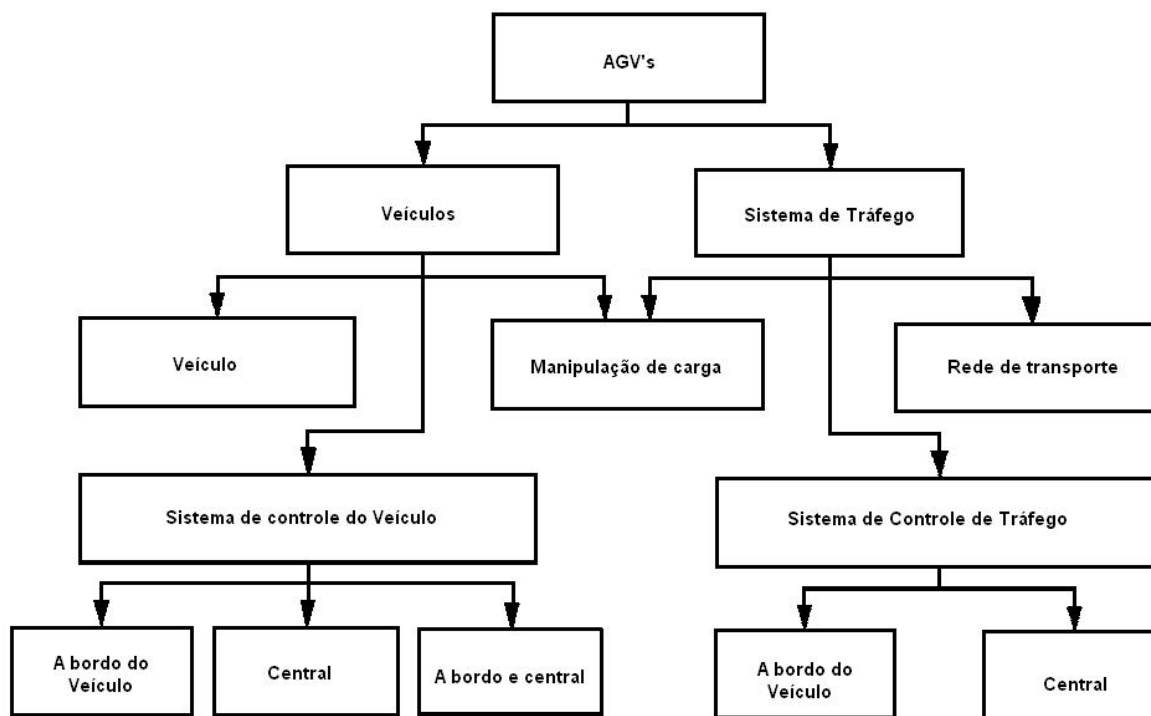 AGV's
Veículos
Sistema de Tráfego
Veículo
Manipulação de carga
Rede de transporte
Sistema de controle do Veículo
Sistema de Controle de Tráfego
A bordo do
Veículo
Central
A bordo e central
A bordo do
Veículo
Central